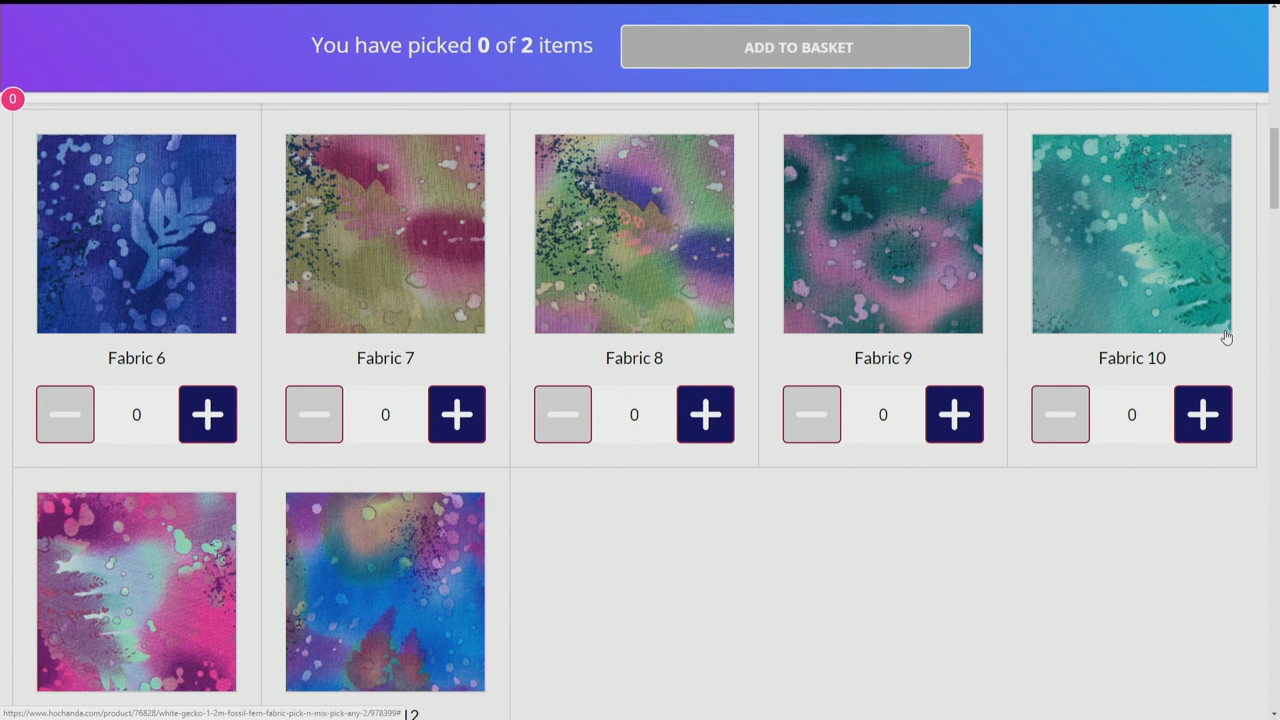 You have picked 0 of 2 items
ADD TO BASKET
0
Fabric 6
Fabric 7
Fabric 8
Fabric 9
Fabric 10
0
0
0
0
0
https://www.hochanda.com/product/76828/white-gecko-1-2m-fossil-fern-fabric-pick-n-mix-pick-any-2/978399#